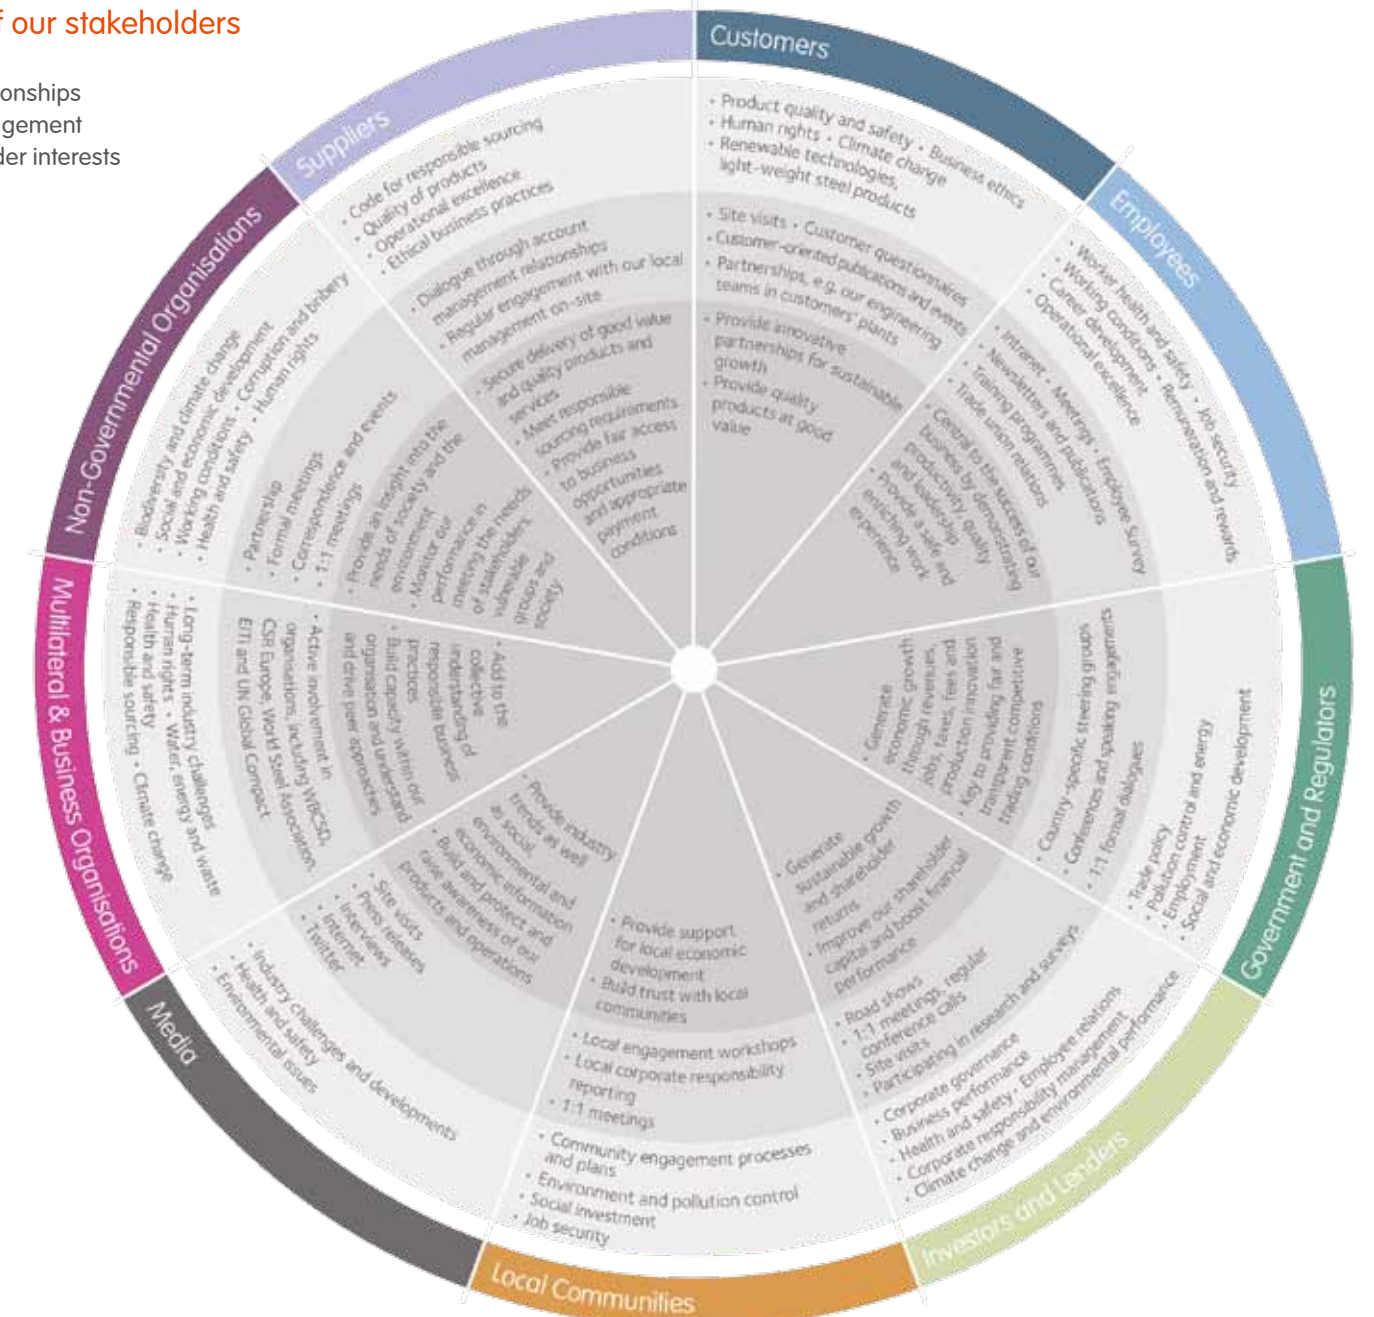 f our stakeholders
onships
gement
der interests
Customers
• Product quality and safety • Business ethics
• Human rights • Climate change
• Renewable technologies,
light-weight steel products
• Site visits • Customer questionnaires
• Customer-oriented publications and events
• Partnerships, e.g. our engineering
teams in customers' plants
• Provide innovative
partnerships for sustainable
growth
• Provide quality
products at good
value
Employees
• Worker health and safety • Job security
• Working conditions • Remuneration and rewards
• Career development
• Operational excellence
• Intranet • Meetings • Employee Survey
• Newsletters and publications
• Training programmes
• Trade union relations
• Central to the success of our
business by demonstrating
productivity, quality
and leadership
• Provide a safe and
enriching work
experience
Government and Regulators
• Trade policy
• Pollution control and energy
• Employment
• Social and economic development
• Country-specific steering groups
• Conferences and speaking engagements
• 1:1 formal dialogues
• Generate
economic growth
through revenues,
jobs, taxes, fees and
production innovation
• Key to providing fair and
transparent competitive
trading conditions
Investors and Lenders
• Corporate governance
• Business performance
• Health and safety • Employee relations
• Corporate responsibility management
• Climate change and environmental performance
• Road shows
• 1:1 meetings, regular
conference calls
• Site visits
• Participating in research and surveys
• Generate
sustainable growth
and shareholder
returns
• Improve our shareholder
capital and boost financial
performance
Local Communities
• Community engagement processes
and plans
• Environment and pollution control
• Social investment
• Job security
• Local engagement workshops
• Local corporate responsibility
reporting
• 1:1 meetings
• Provide support
for local economic
development
• Build trust with local
communities
Media
• Industry challenges and developments
• Health and safety
• Environmental issues
• Site visits
• Press releases
• Interviews
• Internet
• Twitter
• Provide industry
trends as well
as social,
environmental and
economic information
• Build and protect and
raise awareness of our
products and operations
Multilateral & Business Organisations
• Long-term industry challenges
• Human rights • Water, energy and waste
• Health and safety
• Responsible sourcing • Climate change
• Active involvement in
organisations, including WBCSD,
CSR Europe, World Steel Association,
ETI and UN Global Compact
• Add to the
collective
understanding of
responsible business
practices
• Build capacity within our
organisation and understand
and drive peer approaches
Non-Governmental Organisations
• Biodiversity and climate change
• Social and economic development
• Working conditions • Corruption and bribery
• Health and safety • Human rights
• Partnership
• Formal meetings
• Correspondence and events
• 1:1 meetings
• Provide an insight into the
needs of society and the
environment
• Monitor our
performance in
meeting the needs
of stakeholders,
vulnerable
groups and
society
Suppliers
• Code for responsible sourcing
• Quality of products
• Operational excellence
• Ethical business practices
• Dialogue through account
management relationships
• Regular engagement with our local
management on-site
• Secure delivery of good value
and quality products and
services
• Meet responsible
sourcing requirements
• Provide fair access
to business
opportunities
and appropriate
payment
conditions